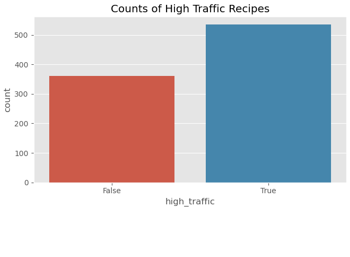 Counts of High Traffic Recipes
500
400
300
200
100
0
count
False
True
high_traffic